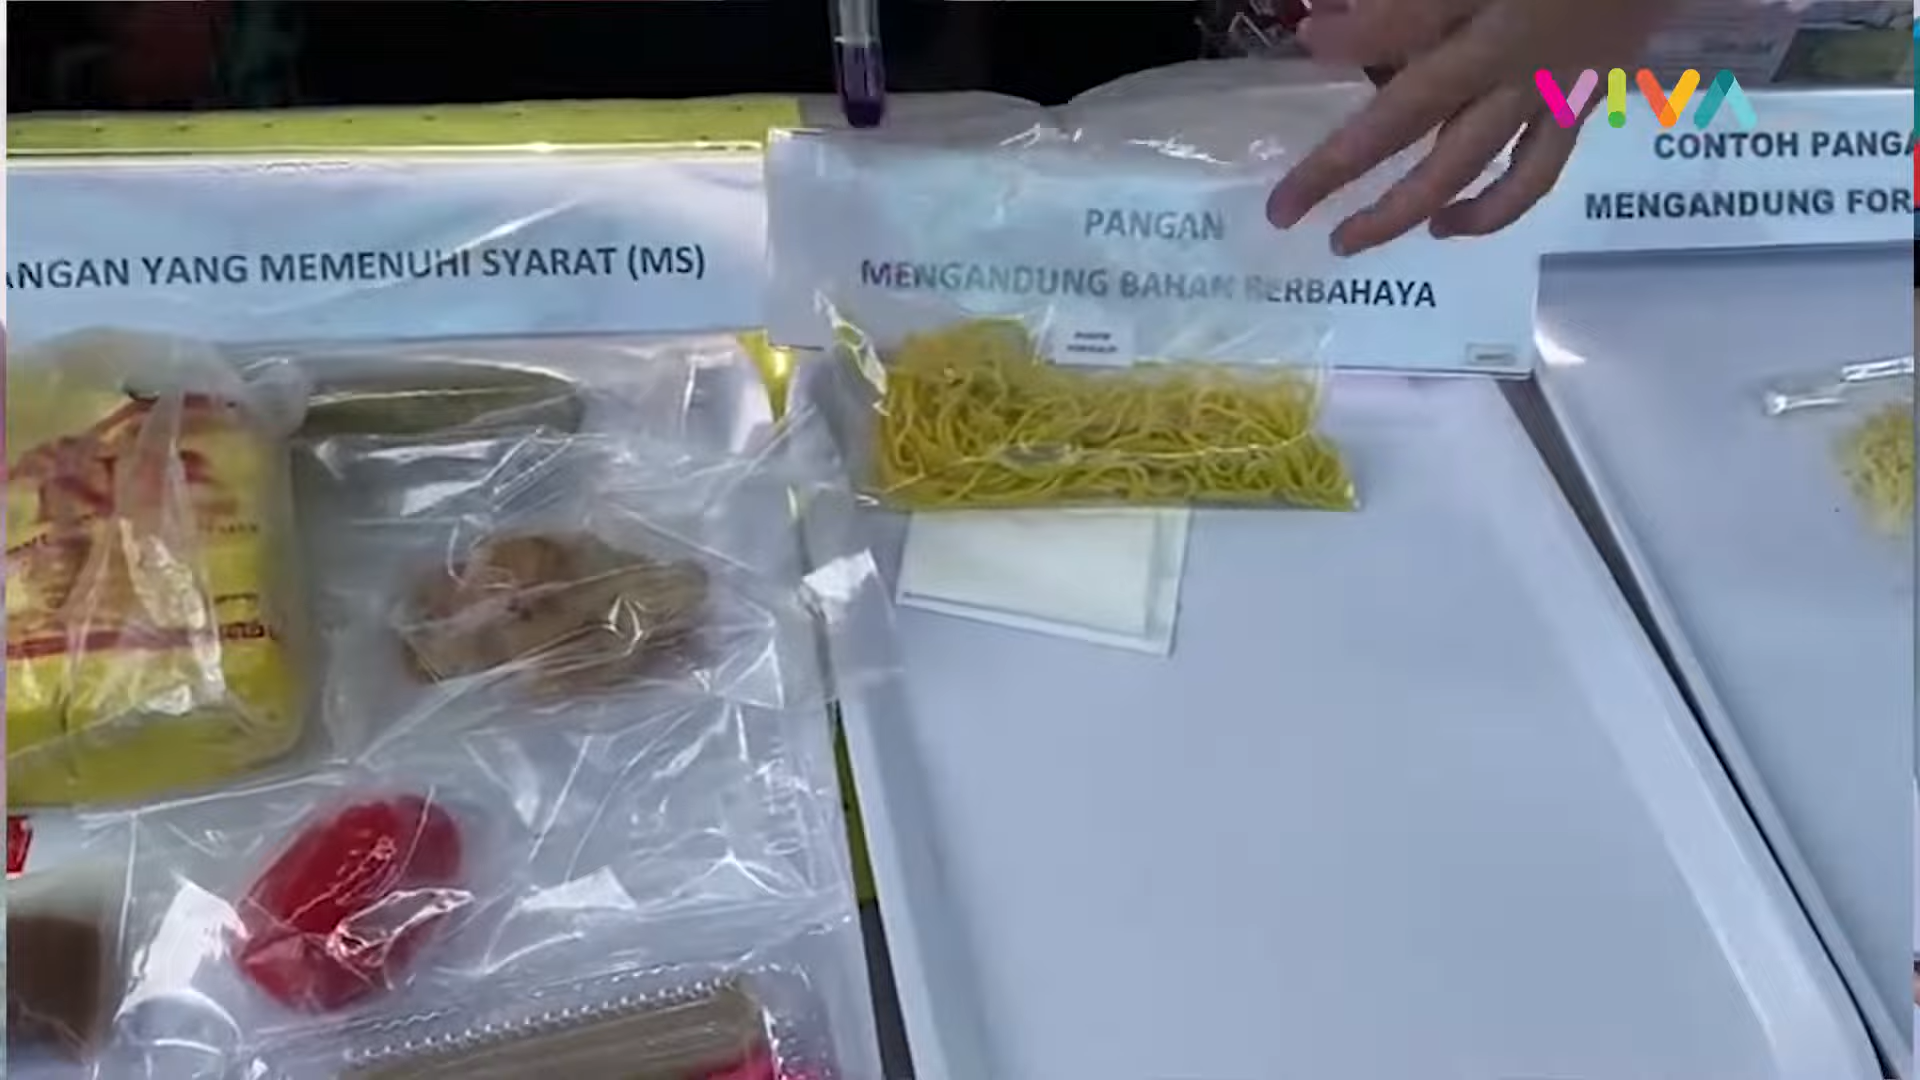 VIVA
CONTOH PANGA
MENGANDUNG FOR
PANGAN
MENGANDUNG BAHAN BERBAHAYA
ANGAN YANG MEMENUHI SYARAT (MS)